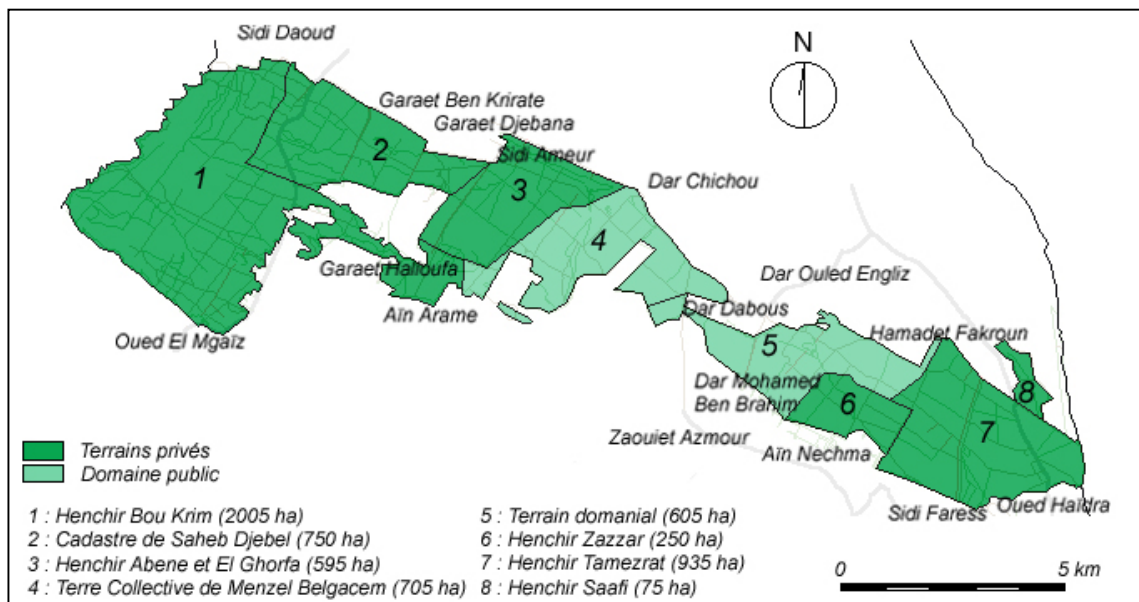 Sidi Daoud
N
Garaet Ben Krirate
Garaet Djebana
2
Sidi Ameur
1
3
Dar Chichou
4
Garaet Halloufa
Dar Ouled Engliz
Aïn Arame
Dar Dabous
Oued El Mgaïz
Hamadet Fakroun
5
Dar Mohamed
Ben Brahim
6
8
7
Zaouiet Azmour
Aïn Nechma
Terrains privés
Domaine public
Sidi Faress
Oued Haïdra
1 : Henchir Bou Krim (2005 ha)
2 : Cadastre de Saheb Djebel (750 ha)
3 : Henchir Abene et El Ghorfa (595 ha)
4 : Terre Collective de Menzel Belgacem (705 ha)
5 : Terrain domanial (605 ha)
6 : Henchir Zazzar (250 ha)
7 : Henchir Tamezrat (935 ha)
8 : Henchir Saafi (75 ha)
0 5 km